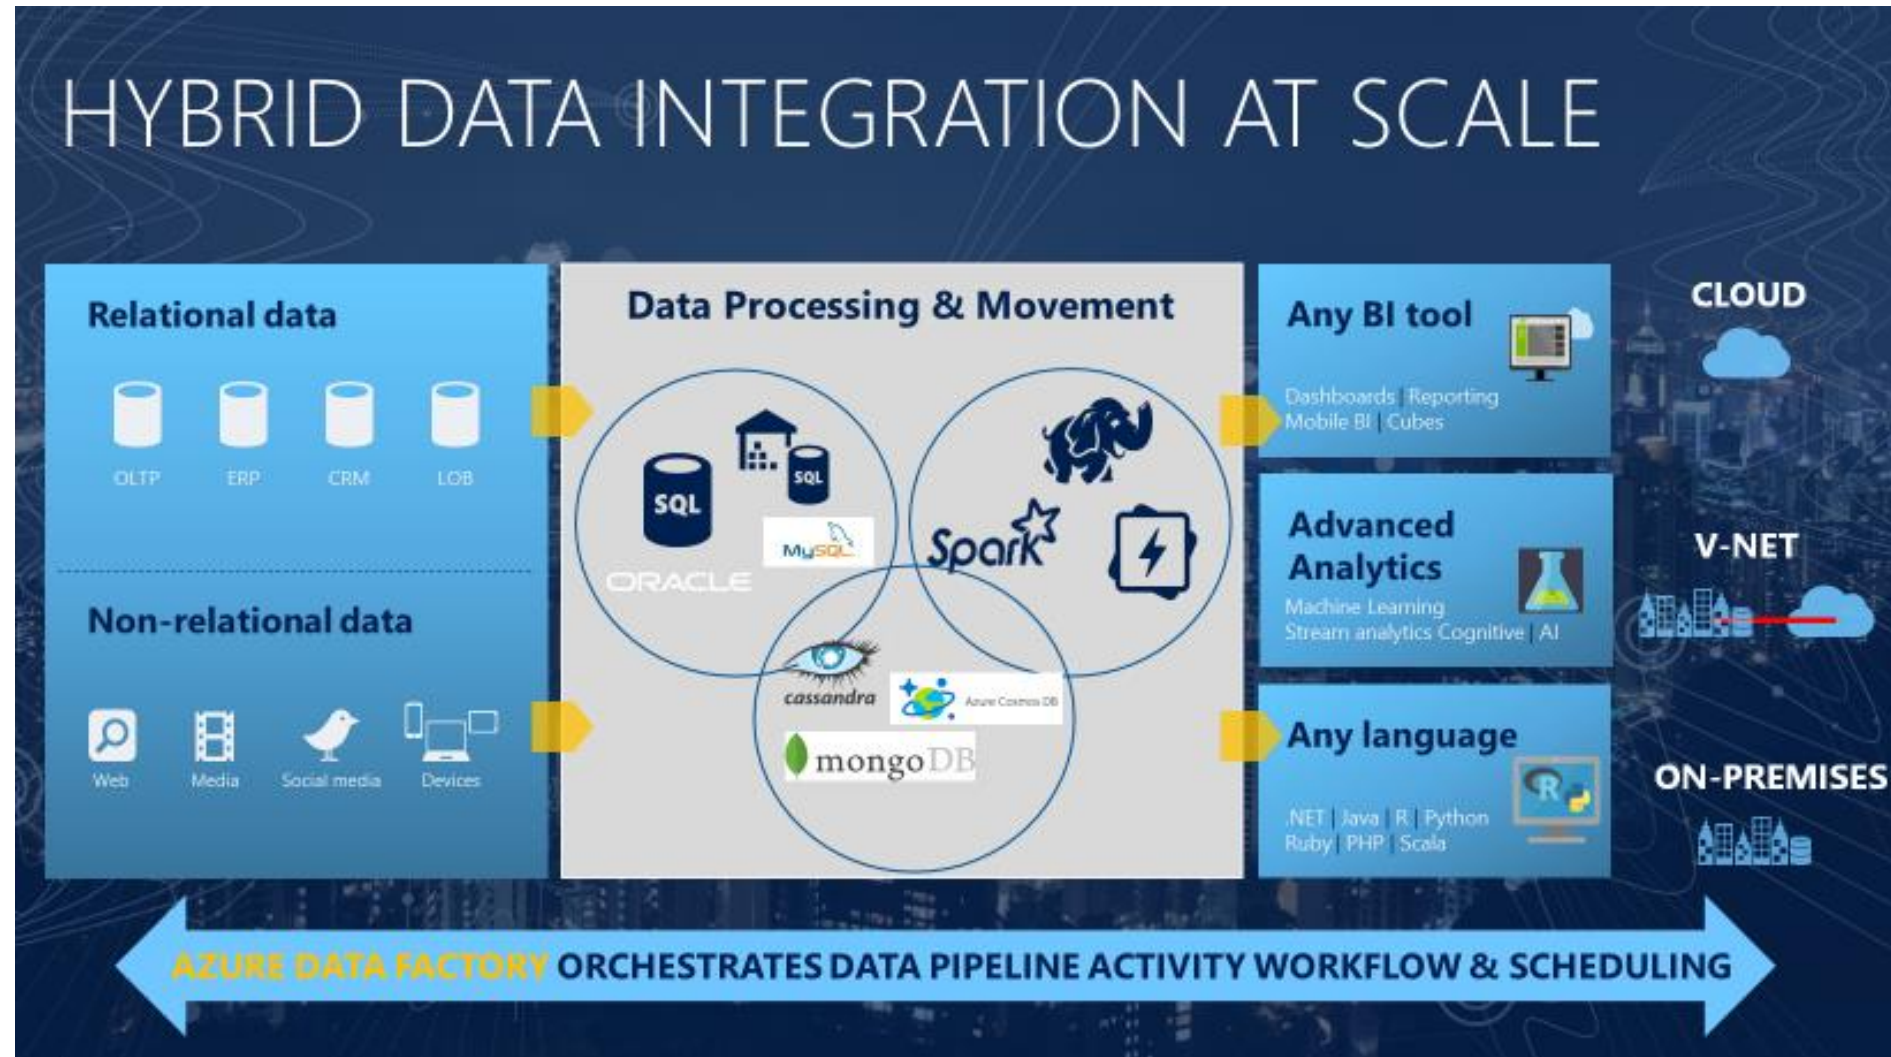 HYBRID DATA INTEGRATION AT SCALE
Relational data
OLTP ERP CRM LOB
Non-relational data
Web Media Social media Devices
Data Processing & Movement
SQL
SQL
MySQL
ORACLE
Spark
cassandra
Azure Cosmos DB
mongoDB
Any BI tool
Dashboards | Reporting
Mobile BI | Cubes
Advanced
Analytics
Machine Learning
Stream analytics Cognitive | AI
Any language
R
.NET | Java | R | Python
Ruby | PHP | Scala
CLOUD
V-NET
ON-PREMISES
AZURE DATA FACTORY ORCHESTRATES DATA PIPELINE ACTIVITY WORKFLOW & SCHEDULING